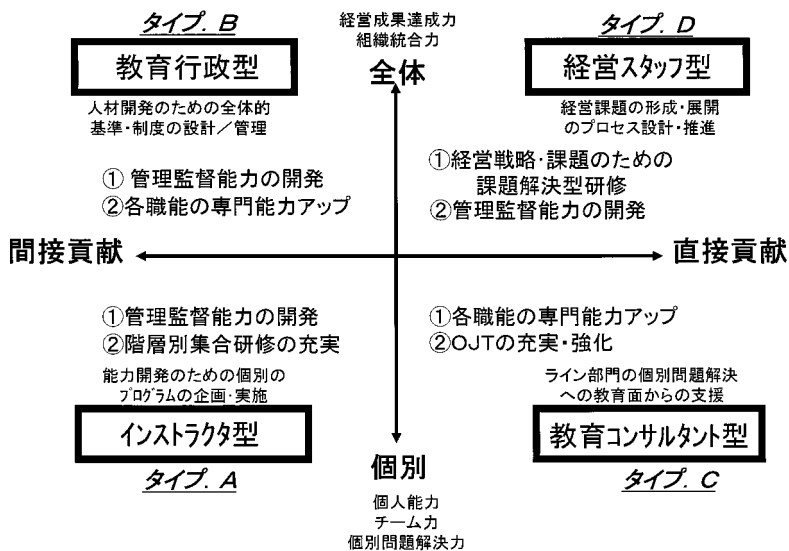 タイプ. B
教育行政型
人材開発のための全体的
基準・制度の設計／管理
① 管理監督能力の開発
②各職能の専門能力アップ
経営成果達成力
組織統合力
全体
タイプ. D
経営スタッフ型
経営課題の形成・展開
のプロセス設計・推進
①経営戦略・課題のための
課題解決型研修
②管理監督能力の開発
間接貢献
直接貢献
①管理監督能力の開発
②階層別集合研修の充実
能力開発のための個別の
プログラムの企画・実施
インストラクタ型
タイプ. A
①各職能の専門能力アップ
②OJTの充実・強化
ライン部門の個別問題解決
への教育面からの支援
教育コンサルタント型
タイプ. C
個別
個人能力
チーム力
個別問題解決力